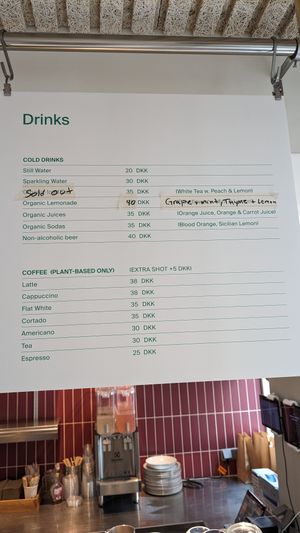 Drinks
COLD DRINKS
Still Water 20 DKK
Sparkling Water 30 DKK
Sold out 35 DKK (White Tea w. Peach & Lemon)
Organic Lemonade 40 DKK Grape + mint, Thyme + Lemon
Organic Juices 35 DKK (Orange Juice, Orange & Carrot Juice)
Organic Sodas 35 DKK (Blood Orange, Sicilian Lemon)
Non-alcoholic beer 40 DKK
COFFEE (PLANT-BASED ONLY) (EXTRA SHOT +5 DKK)
Latte 38 DKK
Cappuccino 38 DKK
Flat White 35 DKK
Cortado 35 DKK
Americano 30 DKK
Tea 30 DKK
Espresso 25 DKK